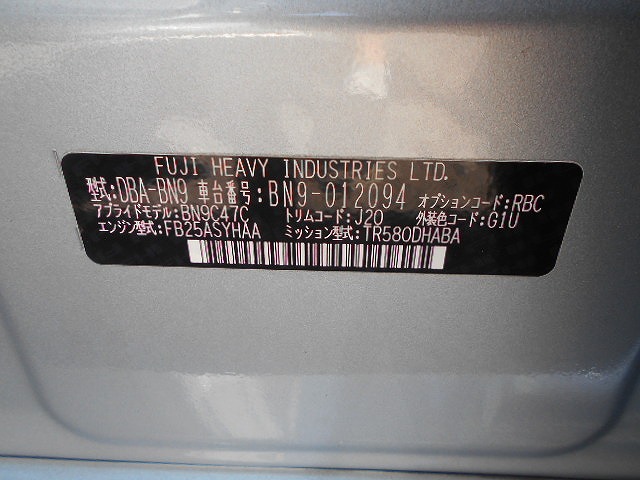 FUJI HEAVY INDUSTRIES LTD.
型式:DBA-BN9 車台番号:BN9-012094 オプションコード:RBC
アプライドモデル:BN9C47C トリムコード:J20 外装色コード:G1U
エンジン型式:FB25ASYHAA ミッション型式:TR580DHABA